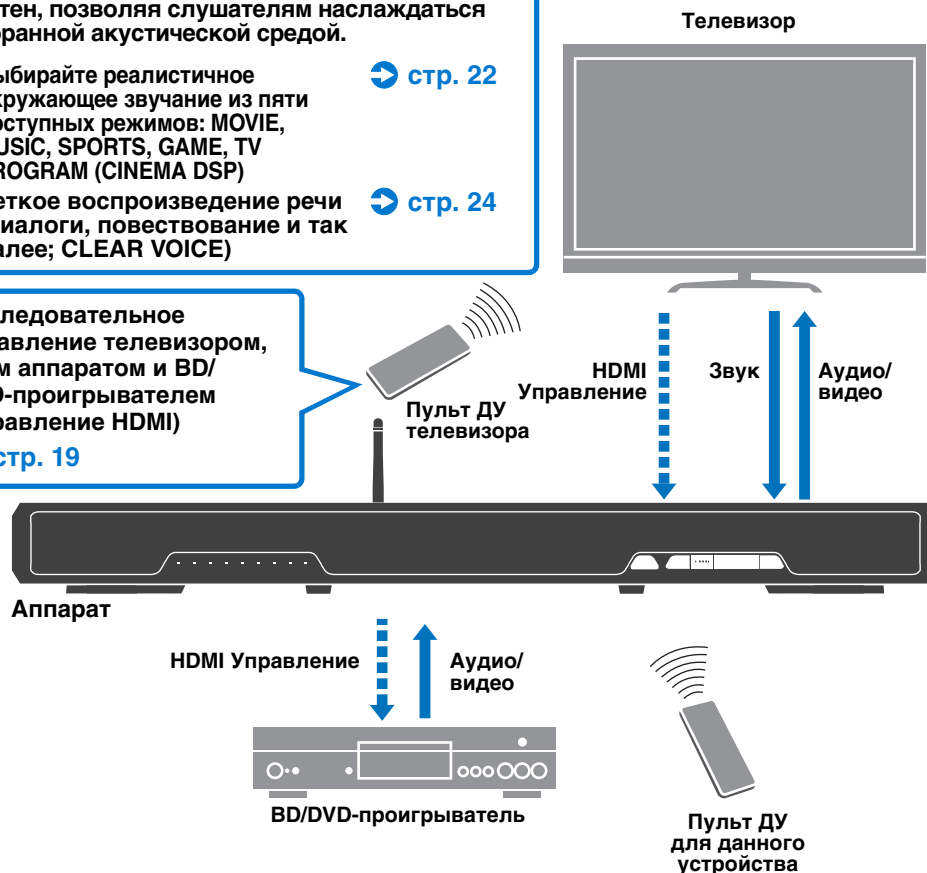 тен, позволяя слушателям наслаждаться
ранной акустической средой.
ыбирайте реалистичное
кружающее звучание из пяти
оступных режимов: MOVIE,
USIC, SPORTS, GAME, TV
ROGRAM (CINEMA DSP)
стр. 22
еткое воспроизведение речи
иалоги, повествование и так
алее; CLEAR VOICE)
стр. 24
ледовательное
авление телевизором,
м аппаратом и BD/
D-проигрывателем
равление HDMI)
стр. 19
Телевизор
Пульт ДУ
телевизора
HDMI
Управление
Звук
Аудио/
видео
Аппарат
HDMI Управление
Аудио/
видео
BD/DVD-проигрыватель
Пульт ДУ
для данного
устройства